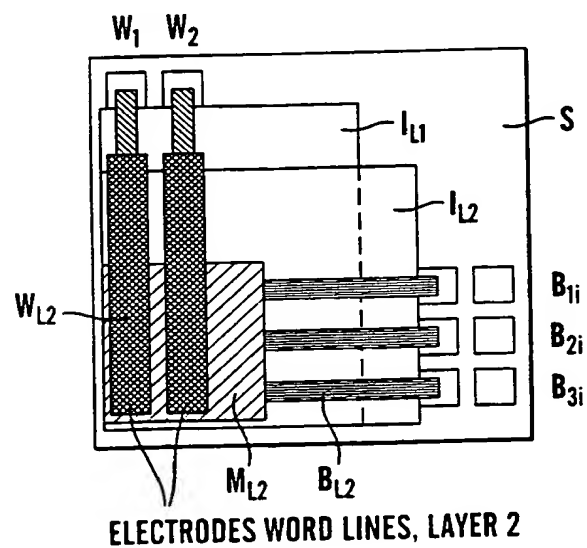 W1 W2
IL1
S
IL2
B1i
WL2
B2i
B3i
ML2 BL2
ELECTRODES WORD LINES, LAYER 2